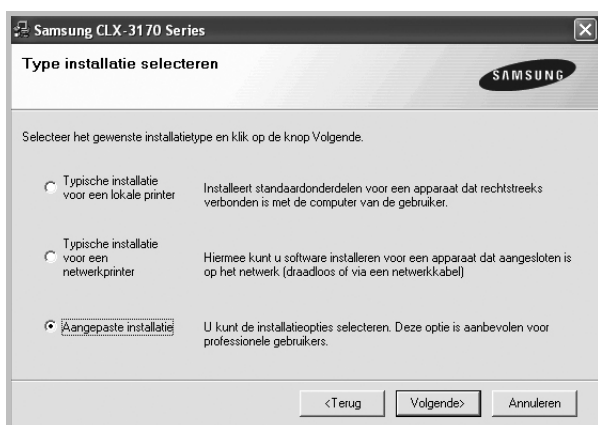 Samsung CLX-3170 Series
Type installatie selecteren
SAMSUNG
Selecteer het gewenste installatietype en klik op de knop Volgende.
Typische installatie
voor een lokale printer
Installeert standaardonderdelen voor een apparaat dat rechtstreeks
verbonden is met de computer van de gebruiker.
Typische installatie
voor een
netwerkprinter
Hiermee kunt u software installeren voor een apparaat dat aangesloten is
op het netwerk (draadloos of via een netwerkkabel)
Aangepaste installatie
U kunt de installatieopties selecteren. Deze optie is aanbevolen voor
professionele gebruikers.
<Terug
Volgende>
Annuleren